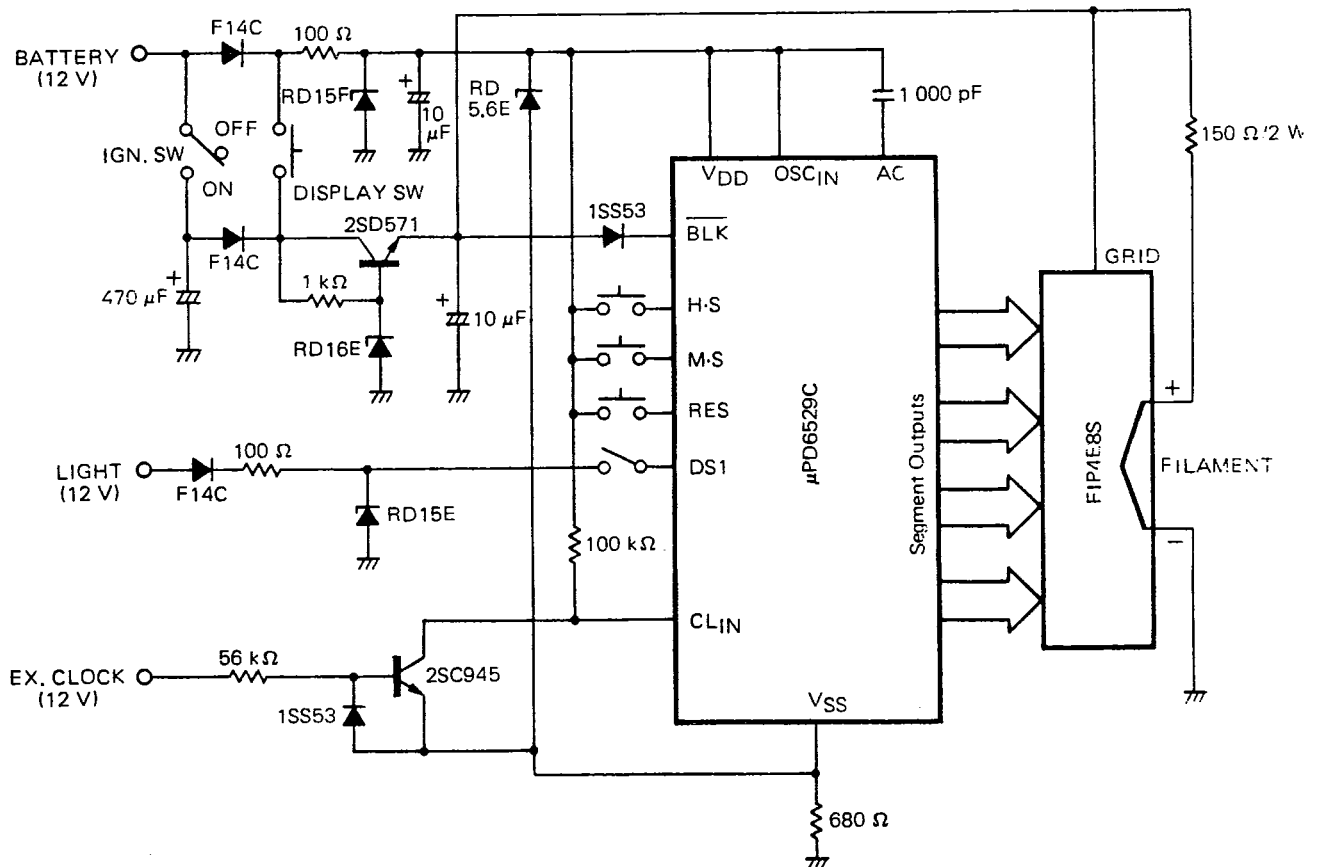 F14C
100 Ω
BATTERY
(12 V)
RD15F
+
10
μF
RD
5.6E
1 000 pF
150 Ω/2 W
OFF
IGN. SW
ON
DISPLAY SW
VDD
OSCIN
AC
2SD571
1SS53
BLK
F14C
GRID
+
470 μF
1 kΩ
+
10 μF
H·S
RD16E
M·S
RES
+
100 Ω
LIGHT
(12 V)
F14C
DS1
μPD6529C
Segment Outputs
FIP4E8S
FILAMENT
RD15E
−
100 kΩ
CLIN
56 kΩ
EX. CLOCK
(12 V)
2SC945
1SS53
VSS
680 Ω